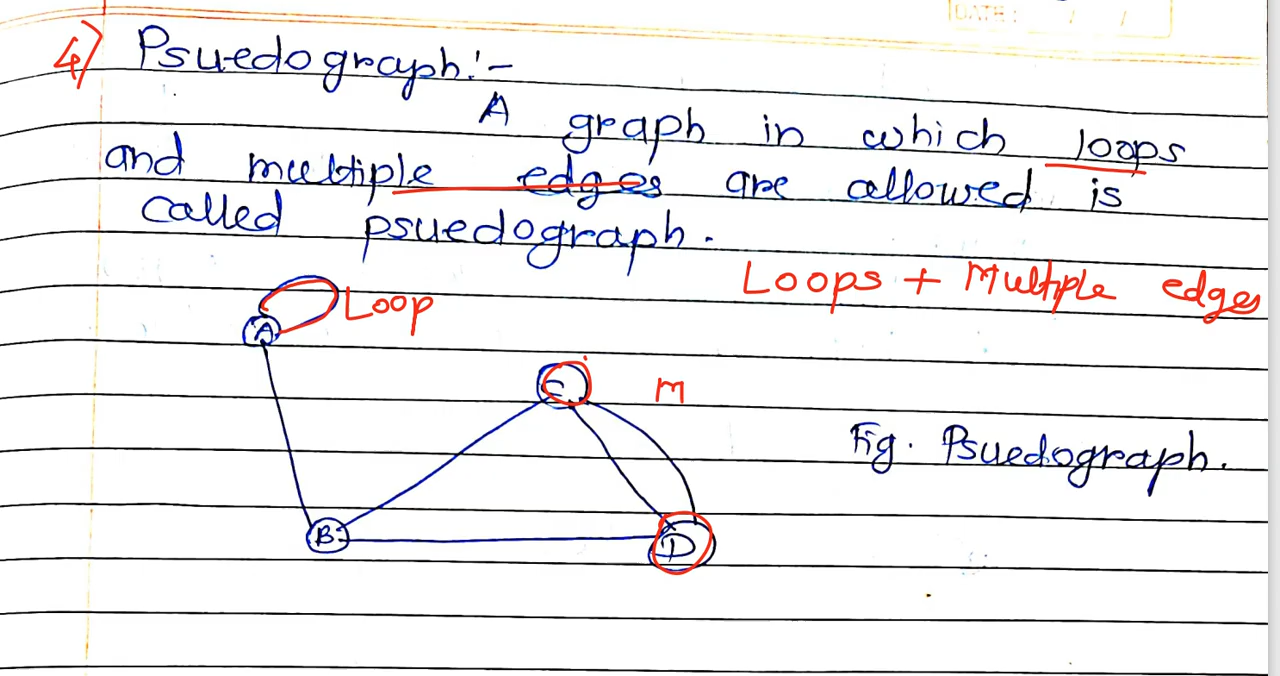 DATE: / /
4) Psuedograph:-
A graph in which loops
and multiple edges are allowed is
called psuedograph.
Loops + Multiple edges
Loop
A
C
M
Fig. Psuedograph.
B
D